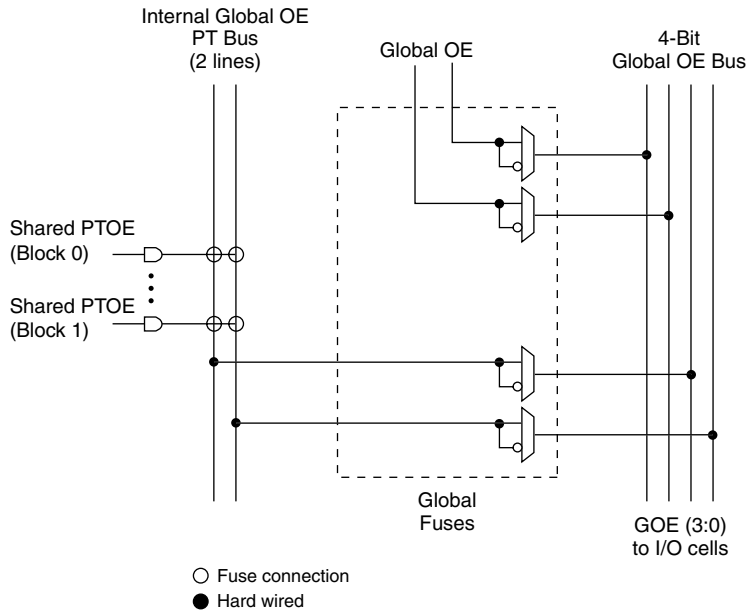 Internal Global OE
PT Bus
(2 lines)
Global OE
4-Bit
Global OE Bus
Shared PTOE
(Block 0)
Shared PTOE
(Block 1)
Global
Fuses
GOE (3:0)
to I/O cells
Fuse connection
Hard wired